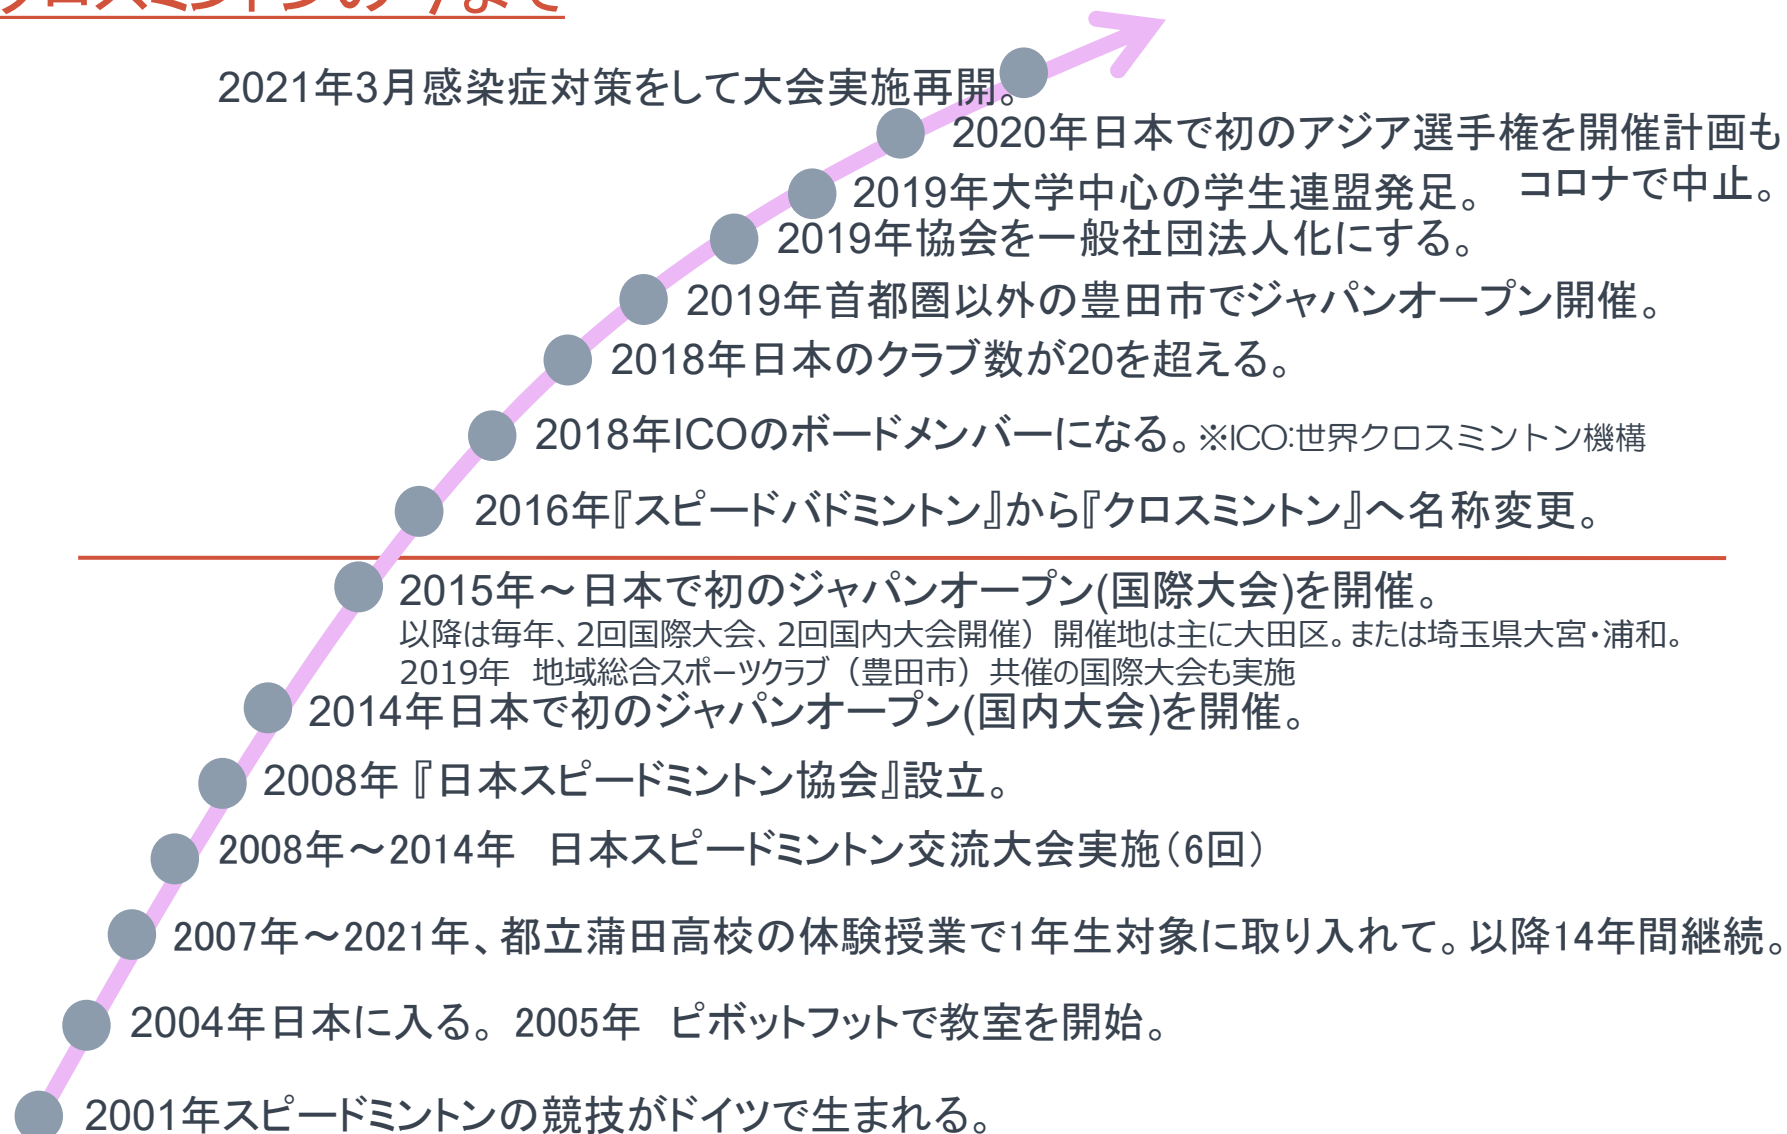 クロスミントンの今まで
2021年3月感染症対策をして大会実施再開。
2020年日本で初のアジア選手権を開催計画も
コロナで中止。
2019年大学中心の学生連盟発足。
2019年協会を一般社団法人化にする。
2019年首都圏以外の豊田市でジャパンオープン開催。
2018年日本のクラブ数が20を超える。
2018年ICOのボードメンバーになる。※ICO:世界クロスミントン機構
2016年『スピードバドミントン』から『クロスミントン』へ名称変更。
2015年～日本で初のジャパンオープン(国際大会)を開催。
以降は毎年、2回国際大会、2回国内大会開催）開催地は主に大田区。または埼玉県大宮・浦和。
2019年　地域総合スポーツクラブ（豊田市）共催の国際大会も実施
2014年日本で初のジャパンオープン(国内大会)を開催。
2008年『日本スピードミントン協会』設立。
2008年～2014年　日本スピードミントン交流大会実施（6回）
2007年～2021年、都立蒲田高校の体験授業で1年生対象に取り入れて。以降14年間継続。
2004年日本に入る。2005年　ピボットフットで教室を開始。
2001年スピードミントンの競技がドイツで生まれる。